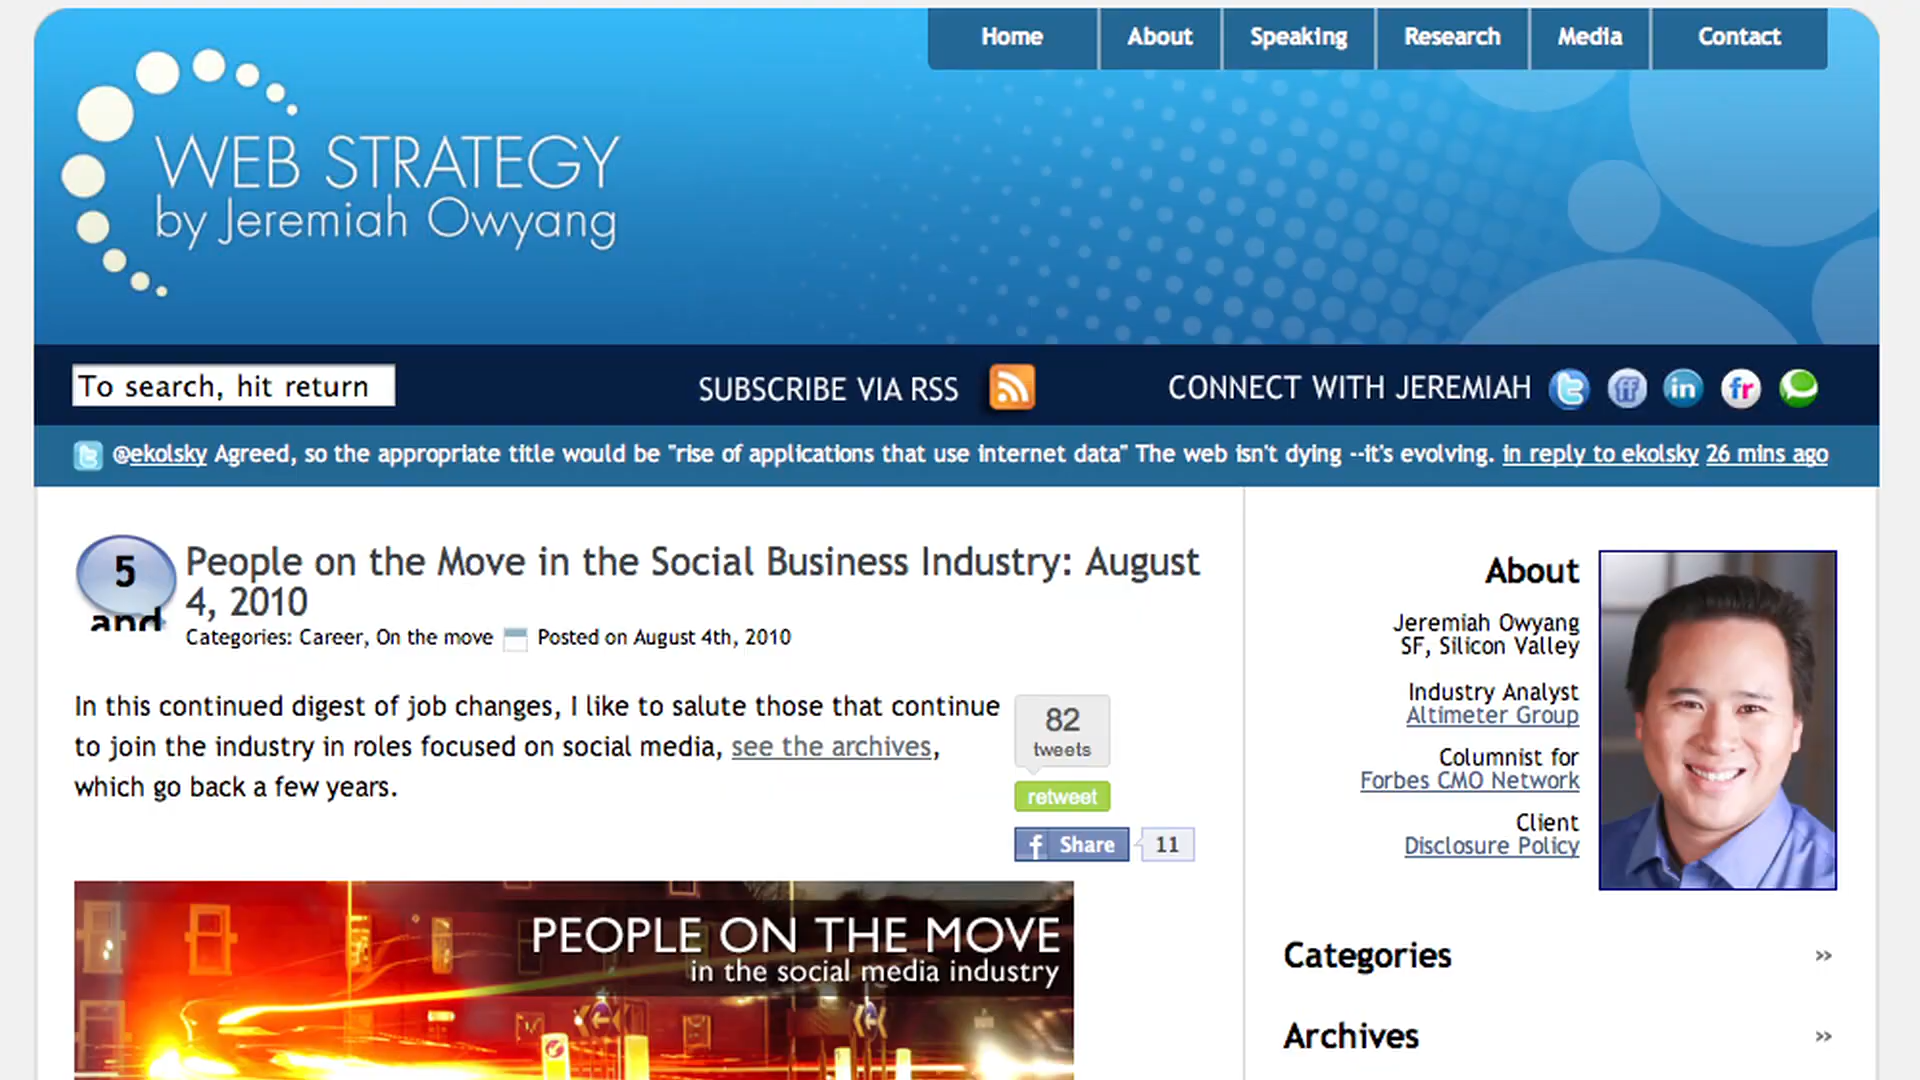 Home About Speaking Research Media Contact
WEB STRATEGY
by Jeremiah Owyang
To search, hit return
SUBSCRIBE VIA RSS
CONNECT WITH JEREMIAH
@ekolsky Agreed, so the appropriate title would be "rise of applications that use internet data" The web isn't dying --it's evolving. in reply to ekolsky 26 mins ago
5
and
People on the Move in the Social Business Industry: August
4, 2010
Categories: Career, On the move Posted on August 4th, 2010
In this continued digest of job changes, I like to salute those that continue
to join the industry in roles focused on social media, see the archives,
which go back a few years.
82
tweets
retweet
f Share 11
PEOPLE ON THE MOVE
in the social media industry
About
Jeremiah Owyang
SF, Silicon Valley
Industry Analyst
Altimeter Group
Columnist for
Forbes CMO Network
Client
Disclosure Policy
Categories »
Archives »